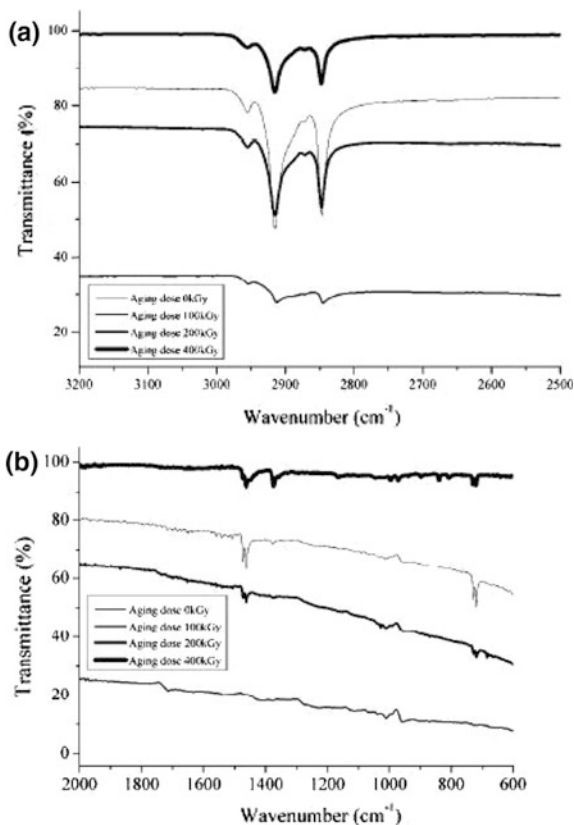 (a)
100
80
60
40
20
Transmittance (%)
Aging dose 0kGy
Aging dose 100kGy
Aging dose 200kGy
Aging dose 400kGy
3200 3100 3000 2900 2800 2700 2600 2500
Wavenumber (cm⁻¹)
(b)
100
80
60
40
20
0
Transmittance (%)
Aging dose 0kGy
Aging dose 100kGy
Aging dose 200kGy
Aging dose 400kGy
2000 1800 1600 1400 1200 1000 800 600
Wavenumber (cm⁻¹)